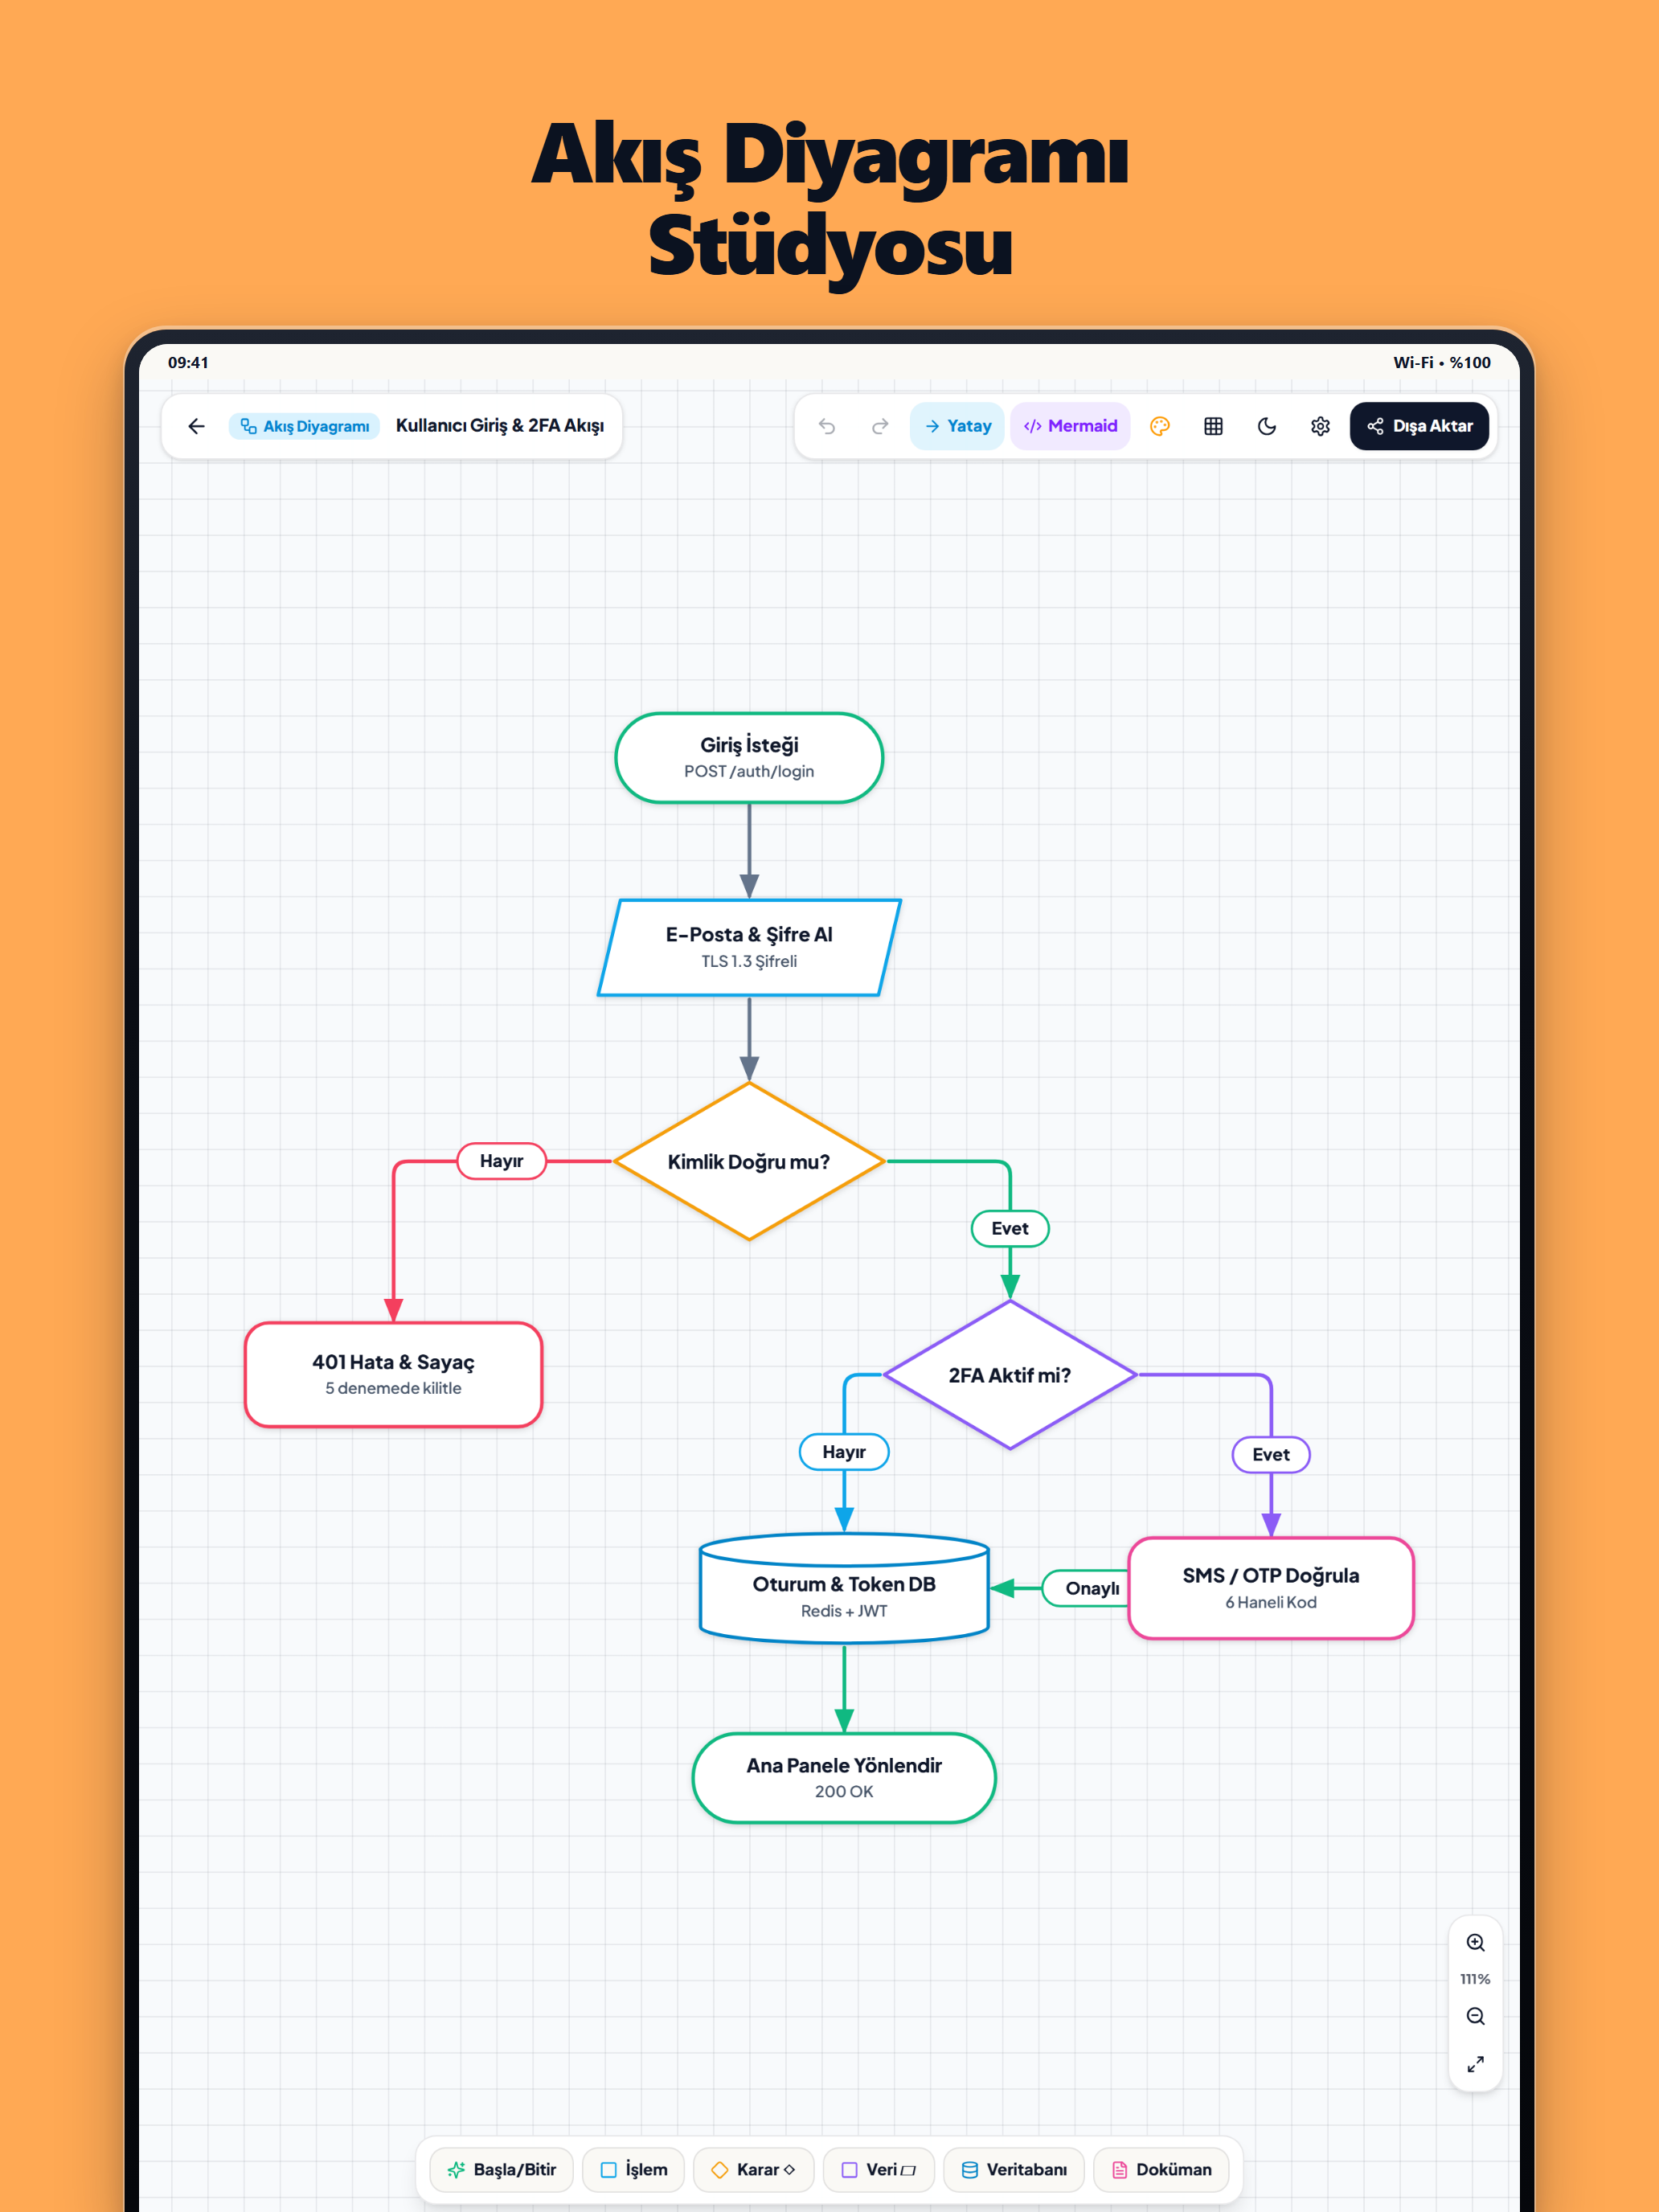 Akış Diyagramı
Stüdyosu
09:41
Wi-Fi • %100
Akış Diyagramı
Kullanıcı Giriş & 2FA Akışı
Yatay
Mermaid
Dışa Aktar
Giriş İsteği
POST /auth/login
E-Posta & Şifre Al
TLS 1.3 Şifreli
Kimlik Doğru mu?
Hayır
Evet
401 Hata & Sayaç
5 denemede kilitle
2FA Aktif mi?
Hayır
Evet
Oturum & Token DB
Redis + JWT
Onaylı
SMS / OTP Doğrula
6 Haneli Kod
Ana Panele Yönlendir
200 OK
111%
Başla/Bitir
İşlem
Karar ◇
Veri ▱
Veritabanı
Doküman